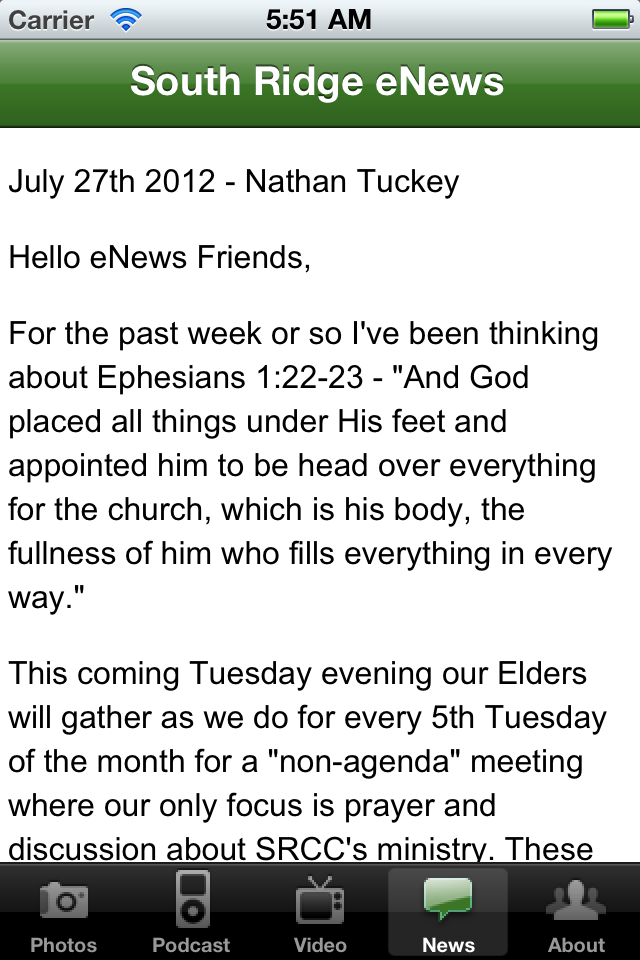 Carrier 5:51 AM
South Ridge eNews
July 27th 2012 - Nathan Tuckey
Hello eNews Friends,
For the past week or so I've been thinking
about Ephesians 1:22-23 - "And God
placed all things under His feet and
appointed him to be head over everything
for the church, which is his body, the
fullness of him who fills everything in every
way."
This coming Tuesday evening our Elders
will gather as we do for every 5th Tuesday
of the month for a "non-agenda" meeting
where our only focus is prayer and
discussion about SRCC's ministry. These
Photos Podcast Video News About